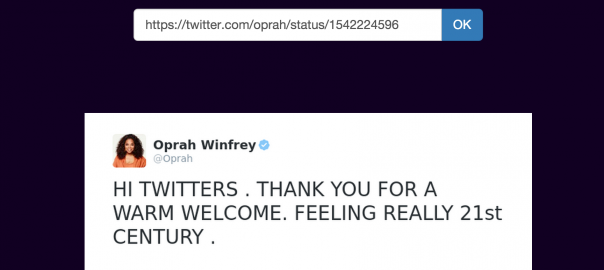 https://twitter.com/oprah/status/1542224596 OK
Oprah Winfrey
@Oprah
HI TWITTERS . THANK YOU FOR A
WARM WELCOME. FEELING REALLY 21st
CENTURY .